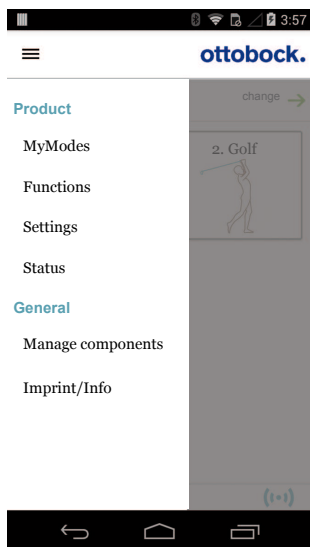 3:57
ottobock.
Product
change
MyModes
2. Golf
Functions
Settings
Status
General
Manage components
Imprint/Info